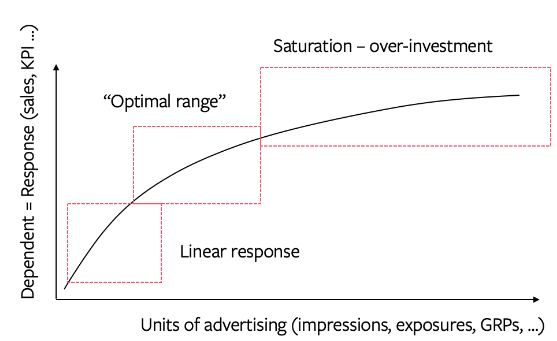 Saturation – over-investment
“Optimal range”
Linear response
Dependent = Response (sales, KPI ...)
Units of advertising (impressions, exposures, GRPs, ...)